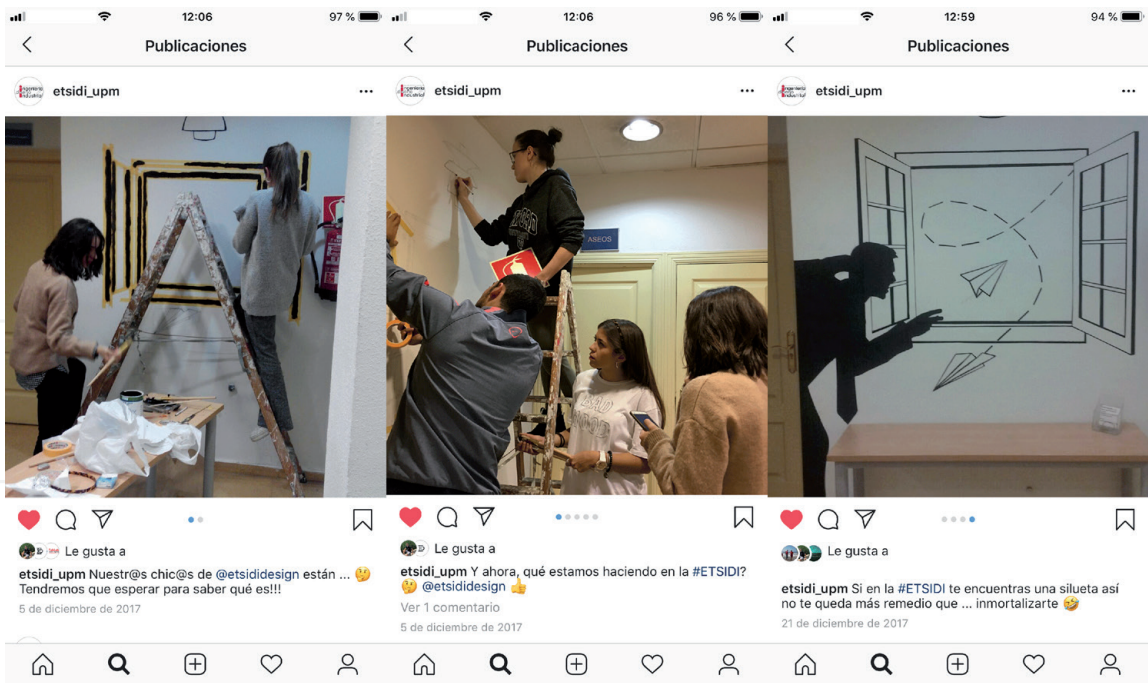 12:06
97 %
Publicaciones
etsidi_upm
Le gusta a
etsidi_upm Nuestr@s chic@s de @etsididesign están ... 🤔
Tendremos que esperar para saber qué es!!!
5 de diciembre de 2017
12:06
96 %
Publicaciones
etsidi_upm
ASEOS
Le gusta a
etsidi_upm Y ahora, qué estamos haciendo en la #ETSIDI?
🤔 @etsididesign 👍
Ver 1 comentario
5 de diciembre de 2017
12:59
94 %
Publicaciones
etsidi_upm
Le gusta a
etsidi_upm Si en la #ETSIDI te encuentras una silueta así
no te queda más remedio que ... inmortalizarte 🤣
21 de diciembre de 2017